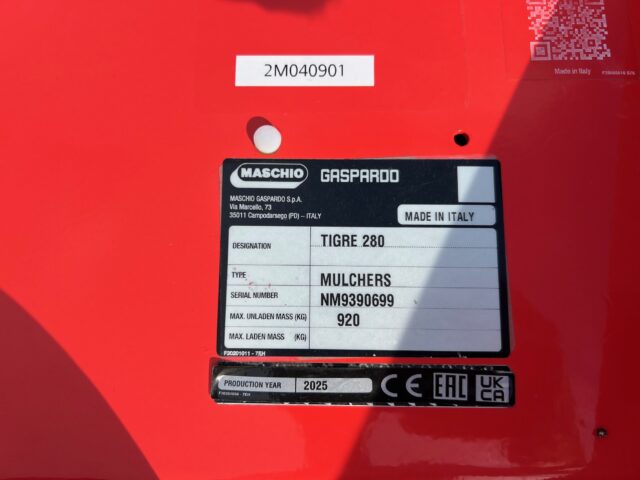 2M040901
Made in Italy
MASCHIO GASPARDO
MASCHIO GASPARDO S.p.A.
Via Marcello, 73
35011 Campodarsego (PD) – ITALY
MADE IN ITALY
DESIGNATION TIGRE 280
TYPE MULCHERS
SERIAL NUMBER NM9390699
MAX. UNLADEN MASS (KG) 920
MAX. LADEN MASS (KG)
F20201011 - 7EH
PRODUCTION YEAR 2025
CE EAC UK CA